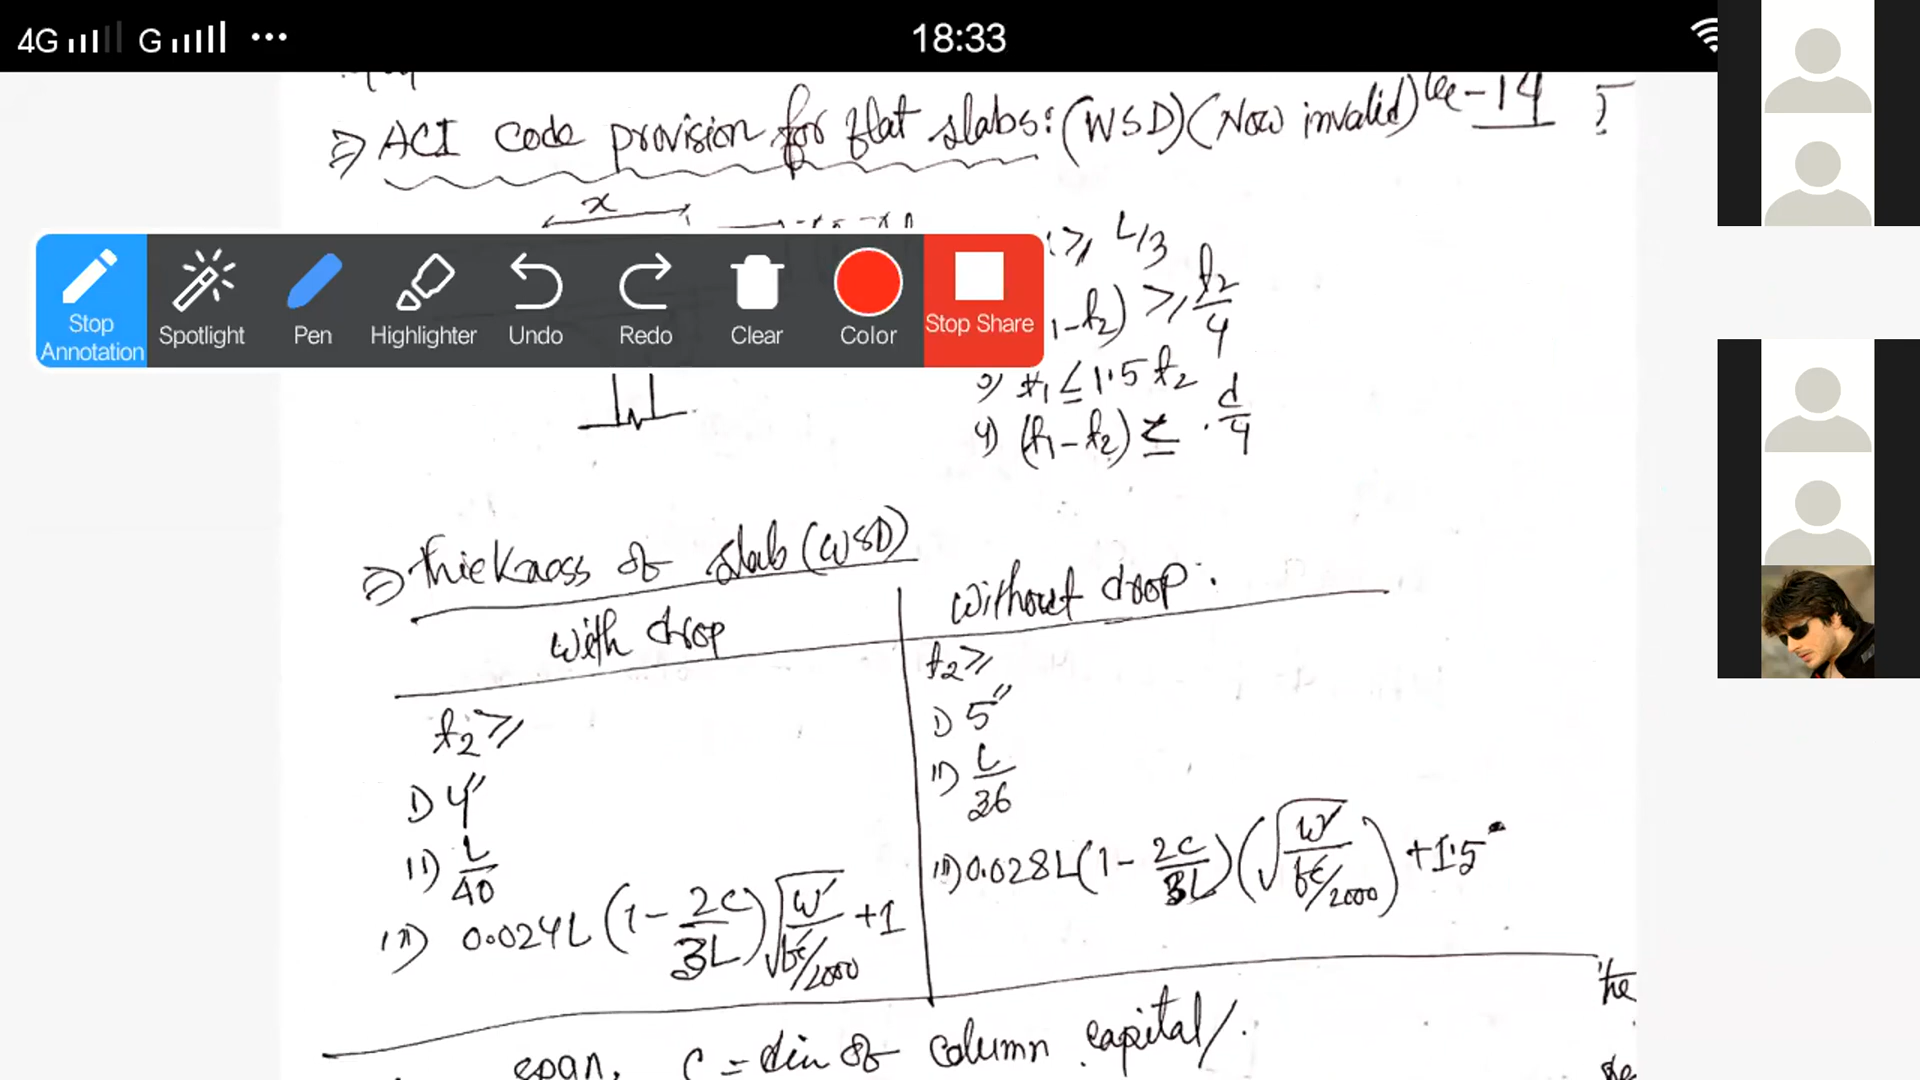 4G G ••• 18:33
⇒ ACI Code provision for flat slabs: (WSD) (Now invalid) - 14
x
≥ L/3
1-t2) ≥ t2/4
Stop Annotation Spotlight Pen Highlighter Undo Redo Clear Color Stop Share
3) t1 ≤ 1.5 t2
4) (t1-t2) ≤ d/4
⇒ Thickness of slab (WSD)
with drop
without drop:
t2 ≥
t2 ≥
i) 4"
i) 5"
ii) L/40
ii) L/36
iii) 0.024L (1 - 2C/3L) √(w'/fc'/2000) + 1
iii) 0.028L (1 - 2C/3L) (√(w'/fc'/2000)) + 1.5"
the
span, C = dia of column capital/.